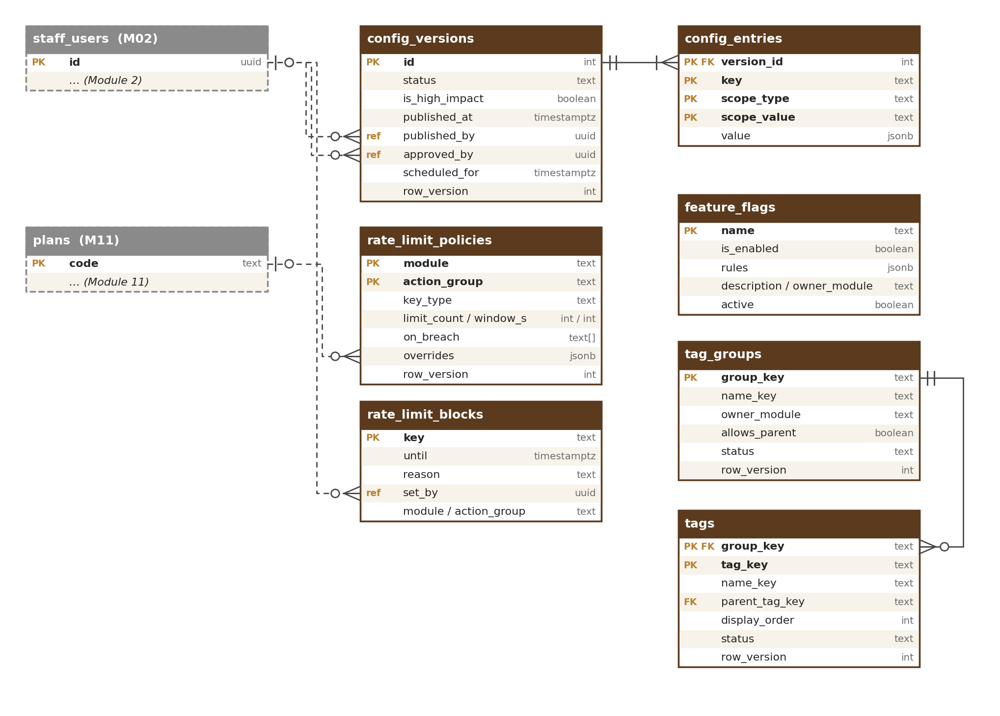 staff_users (M02)
PK id uuid
... (Module 2)
plans (M11)
PK code text
... (Module 11)
config_versions
PK id int
status text
is_high_impact boolean
published_at timestamptz
ref published_by uuid
ref approved_by uuid
scheduled_for timestamptz
row_version int
rate_limit_policies
PK module text
PK action_group text
key_type text
limit_count / window_s int / int
on_breach text[]
overrides jsonb
row_version int
rate_limit_blocks
PK key text
until timestamptz
reason text
ref set_by uuid
module / action_group text
config_entries
PK FK version_id int
PK key text
PK scope_type text
PK scope_value text
value jsonb
feature_flags
PK name text
is_enabled boolean
rules jsonb
description / owner_module text
active boolean
tag_groups
PK group_key text
name_key text
owner_module text
allows_parent boolean
status text
row_version int
tags
PK FK group_key text
PK tag_key text
name_key text
FK parent_tag_key text
display_order int
status text
row_version int